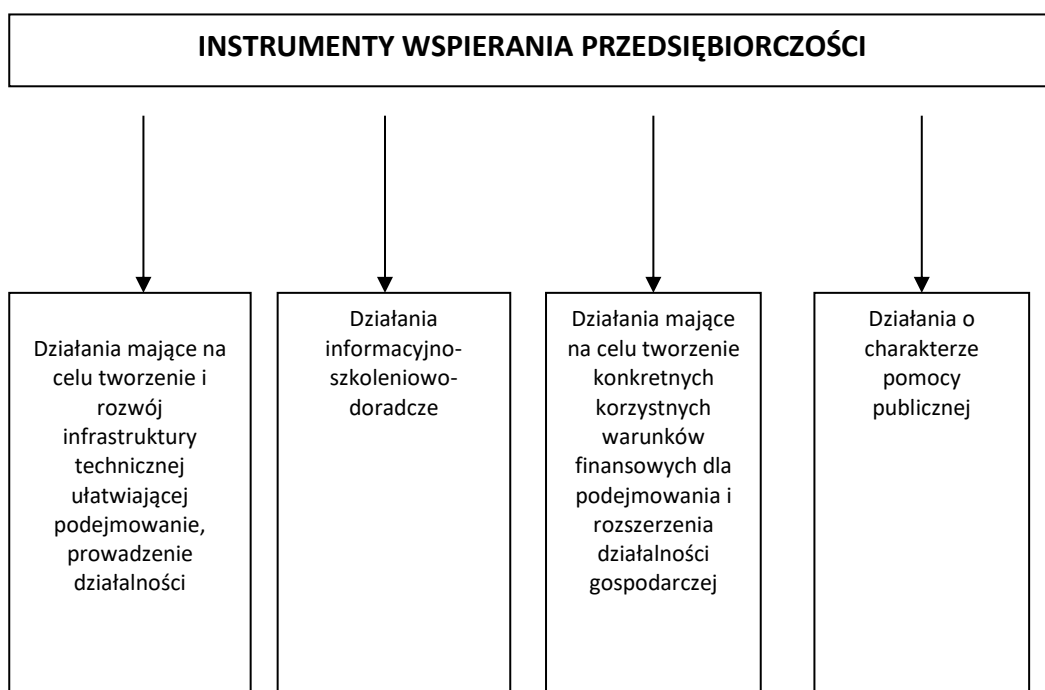 INSTRUMENTY WSPIERANIA PRZEDSIĘBIORCZOŚCI
Działania mające na
celu tworzenie i
rozwój
infrastruktury
technicznej
ułatwiającej
podejmowanie,
prowadzenie
działalności
Działania
informacyjno-
szkoleniowo-
doradcze
Działania mające
na celu tworzenie
konkretnych
korzystnych
warunków
finansowych dla
podejmowania i
rozszerzenia
działalności
gospodarczej
Działania o
charakterze
pomocy
publicznej